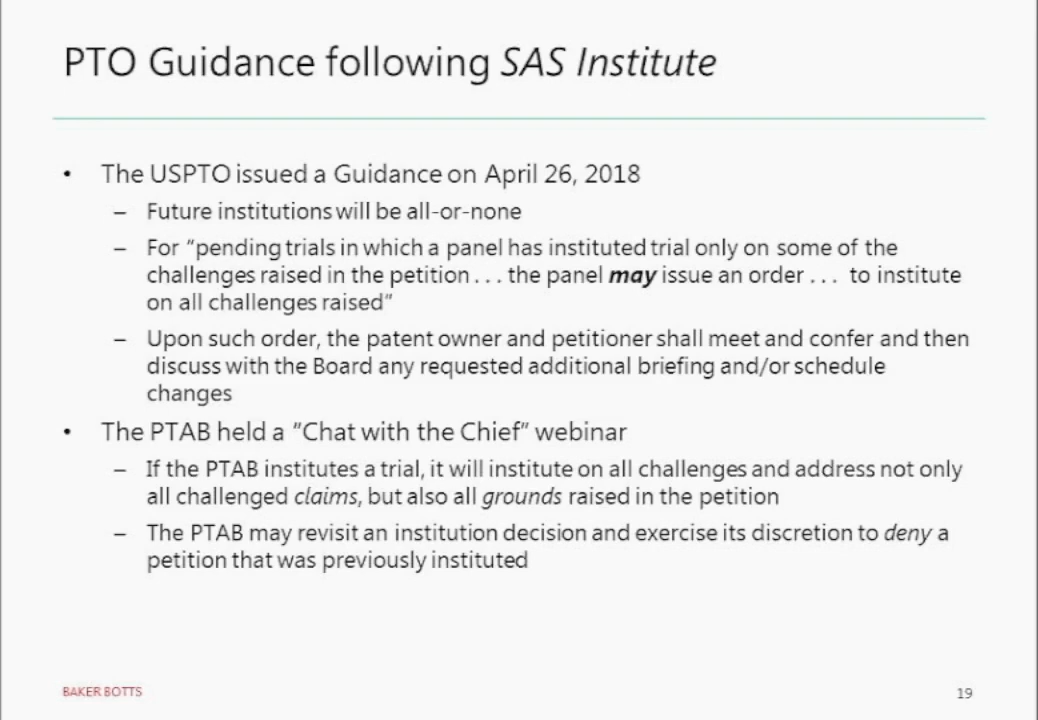 PTO Guidance following SAS Institute
• The USPTO issued a Guidance on April 26, 2018
– Future institutions will be all-or-none
– For “pending trials in which a panel has instituted trial only on some of the
challenges raised in the petition . . . the panel may issue an order . . . to institute
on all challenges raised”
– Upon such order, the patent owner and petitioner shall meet and confer and then
discuss with the Board any requested additional briefing and/or schedule
changes
• The PTAB held a “Chat with the Chief” webinar
– If the PTAB institutes a trial, it will institute on all challenges and address not only
all challenged claims, but also all grounds raised in the petition
– The PTAB may revisit an institution decision and exercise its discretion to deny a
petition that was previously instituted
BAKER BOTTS
19